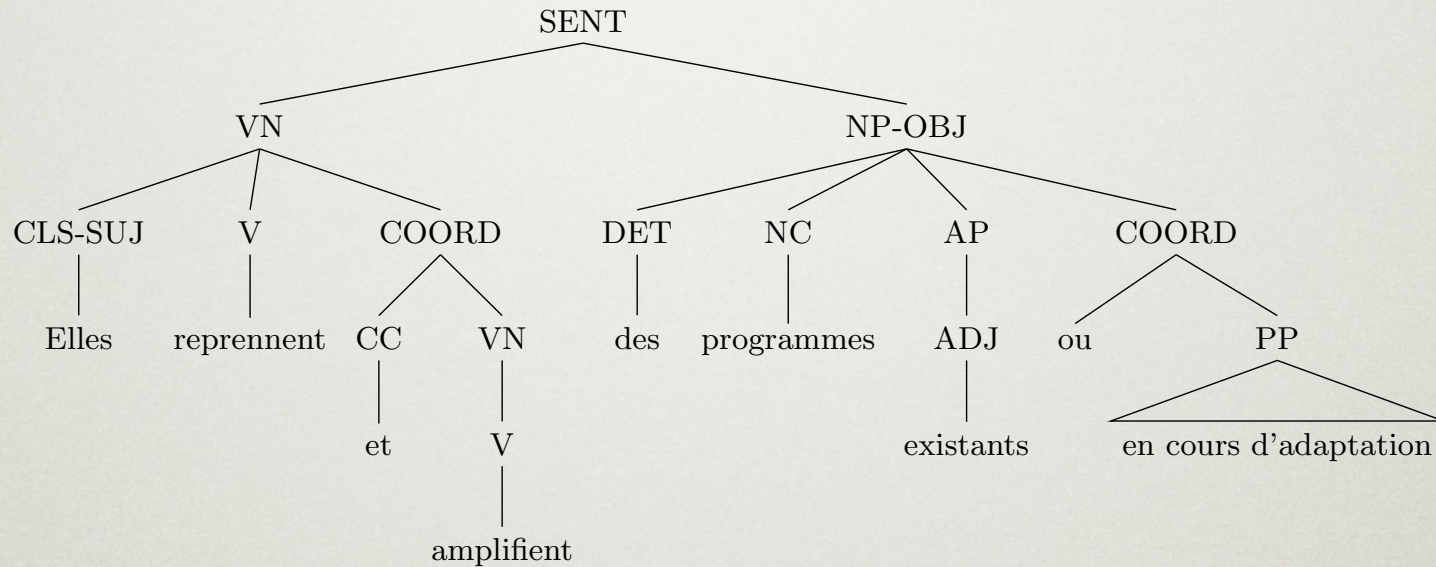 SENT
VN NP-OBJ
CLS-SUJ V COORD DET NC AP COORD
Elles reprennent CC VN des programmes ADJ ou PP
et V existants en cours d'adaptation
amplifient